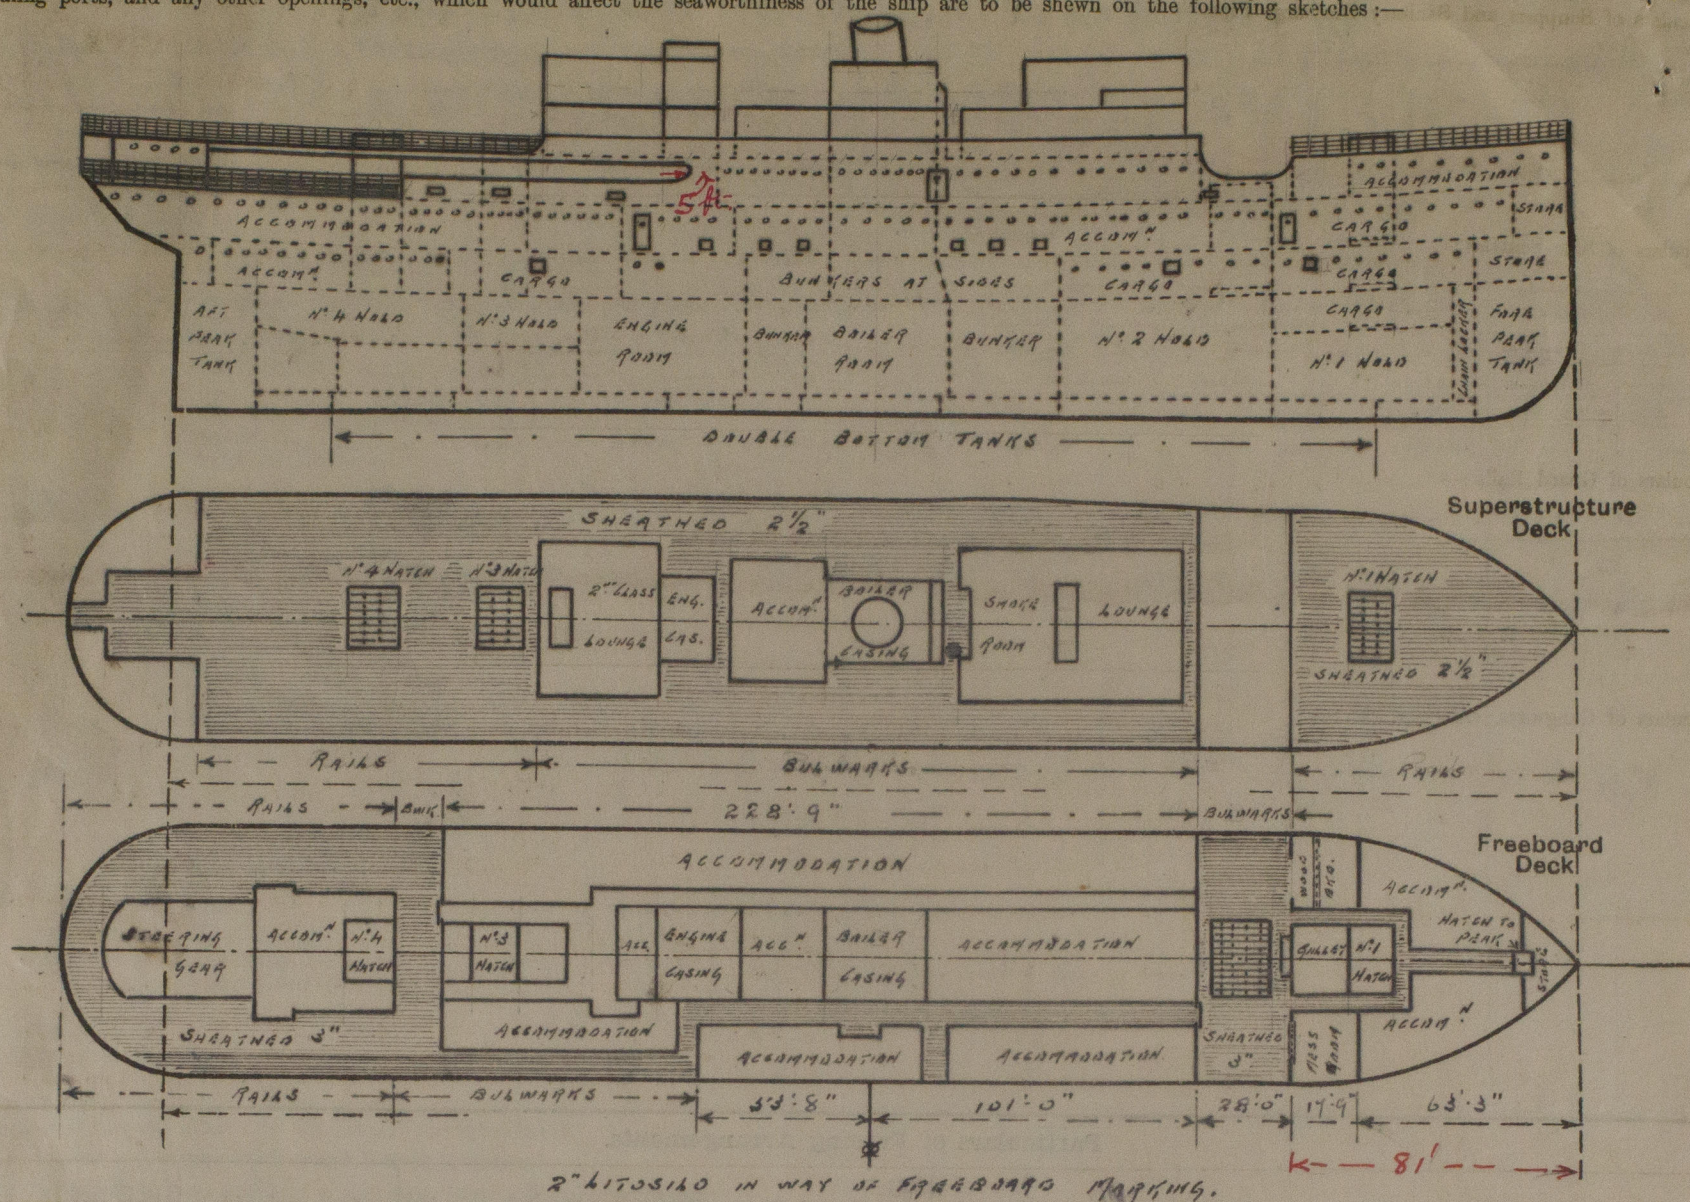 ports, and any other openings, etc., which would affect the seaworthiness of the ship are to be shewn on the following sketches :—
5 ft.
ACCOMMODATION
STORE
ACCOMMODATION
ACCOMN.
CARGO
ACCOMN
CARGO
BUNKERS AT SIDES
CARGO
CARGO
STORE
AFT PEAK TANK
No. 4 HOLD
No. 3 HOLD
ENGINE ROOM
BUNKER
BOILER ROOM
BUNKER
No. 2 HOLD
CARGO
No. 1 HOLD
CHAIN LOCKER
FORE PEAK TANK
DOUBLE BOTTOM TANKS
Superstructure Deck
SHEATHED 2½"
No. 4 HATCH
No. 3 HATCH
2ND CLASS LOUNGE
ENG. CAS.
ACCOMN.
BOILER CASING
SMOKE ROOM
LOUNGE
No. 1 HATCH
SHEATHED 2½"
RAILS
BULWARKS
RAILS
RAILS
BULK
228'·9"
BULWARKS
Freeboard Deck
ACCOMMODATION
ACCOMN.
HATCH TO PEAK
STORE
STEERING GEAR
ACCOMN.
No. 4 HATCH
No. 3 HATCH
ACC.
ENGINE CASING
ACCN
BOILER CASING
ACCOMMODATION
No. 1 HATCH
SHEATHED 3"
ACCOMMODATION
ACCOMMODATION
ACCOMMODATION
SHEATHED 3"
MESS ROOM
ACCOMN.
RAILS
BULWARKS
53'·8"
101'·0"
28'·0"
17'·9"
63'·3"
81'
2" LITOSILO IN WAY OF FREEBOARD MARKING.